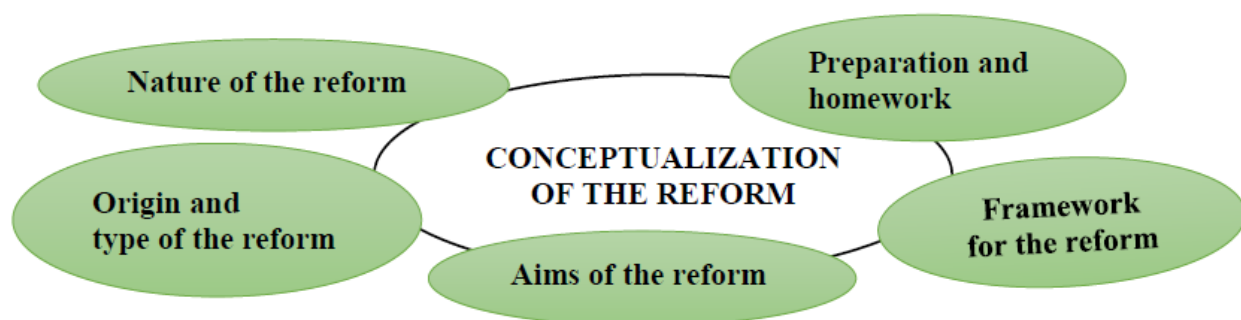 Nature of the reform
Preparation and
homework
CONCEPTUALIZATION
OF THE REFORM
Origin and
type of the reform
Framework
for the reform
Aims of the reform